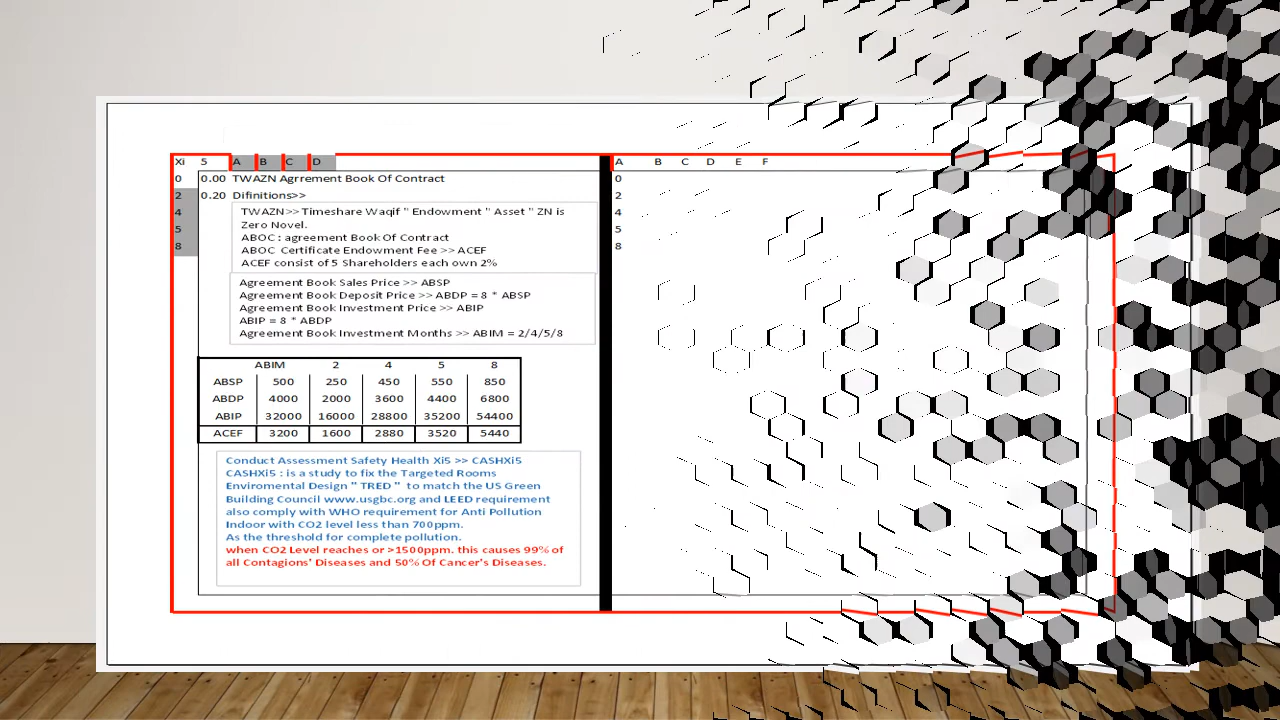 Xi 5 A B C D
A B C D E F
0 0.00 TWAZN Agrrement Book Of Contract
0
2 0.20 Difinitions>>
2
4
4
5
5
8
8
TWAZN>> Timeshare Waqif " Endowment " Asset " ZN is
Zero Novel.
ABOC : agreement Book Of Contract
ABOC Certificate Endowment Fee >> ACEF
ACEF consist of 5 Shareholders each own 2%
Agreement Book Sales Price >> ABSP
Agreement Book Deposit Price >> ABDP = 8 * ABSP
Agreement Book Investment Price >> ABIP
ABIP = 8 * ABDP
Agreement Book Investment Months >> ABIM = 2/4/5/8
ABIM 2 4 5 8
ABSP 500 250 450 550 850
ABDP 4000 2000 3600 4400 6800
ABIP 32000 16000 28800 35200 54400
ACEF 3200 1600 2880 3520 5440
Conduct Assessment Safety Health Xi5 >> CASHXi5
CASHXi5 : is a study to fix the Targeted Rooms
Enviromental Design " TRED " to match the US Green
Building Council www.usgbc.org and LEED requirement
also comply with WHO requirement for Anti Pollution
Indoor with CO2 level less than 700ppm.
As the threshold for complete pollution.
when CO2 Level reaches or >1500ppm. this causes 99% of
all Contagions' Diseases and 50% Of Cancer's Diseases.